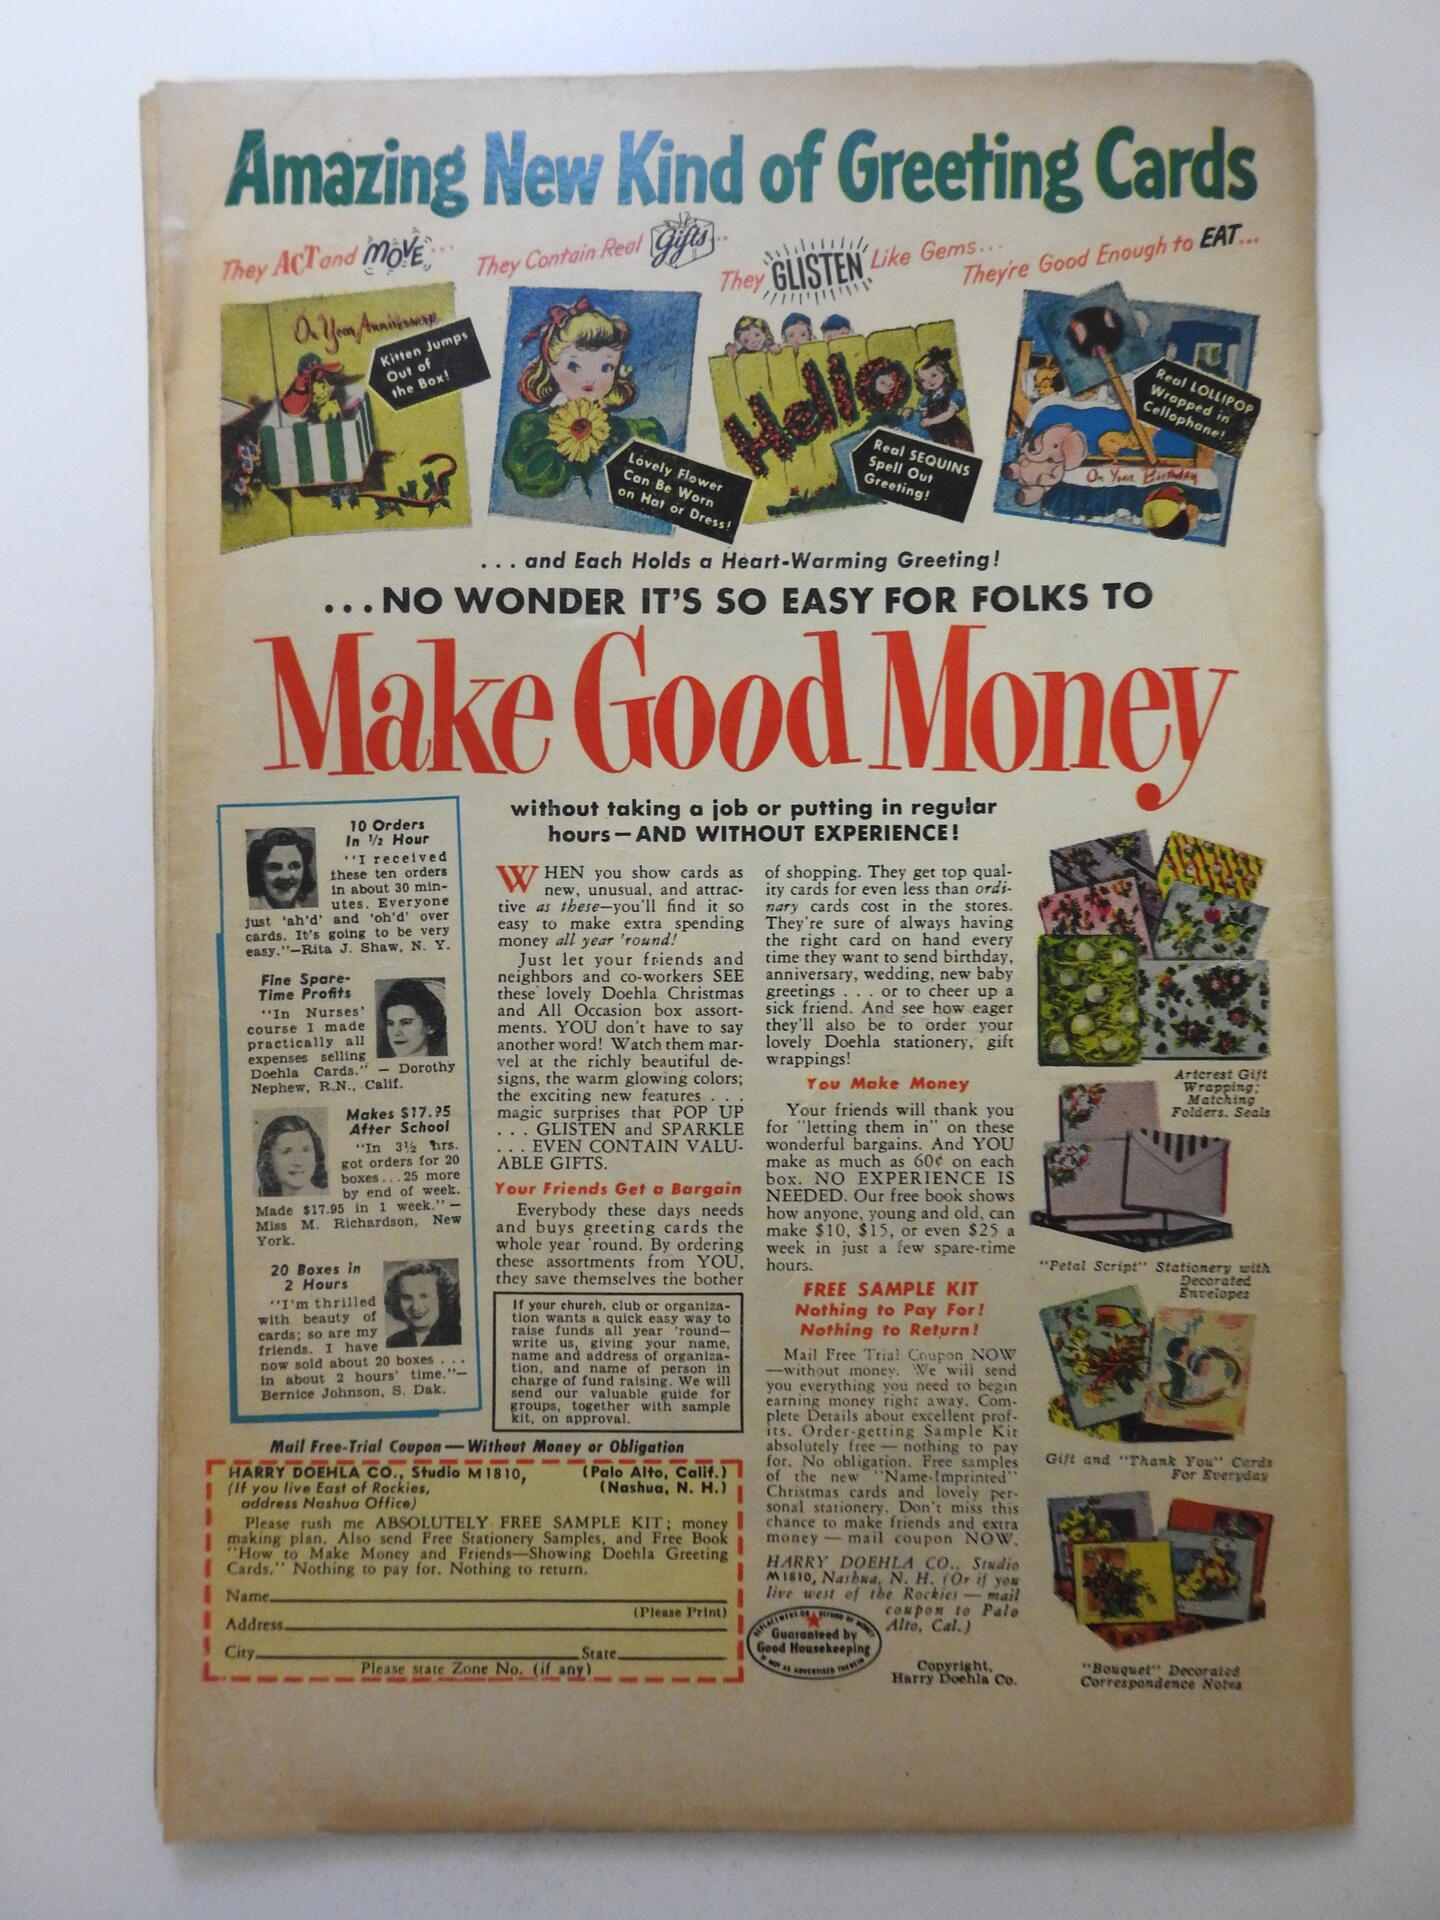 Amazing New Kind of Greeting Cards
They ACT and MOVE...
They Contain Real Gifts...
They GLISTEN Like Gems...
They're Good Enough to EAT...
On Your Anniversary
Kitten Jumps
Out of
the Box!
Lovely Flower
Can Be Worn
on Hat or Dress!
Hello
Real SEQUINS
Spell Out
Greeting!
Real LOLLIPOP
Wrapped in
Cellophane!
On Your Birthday
...and Each Holds a Heart-Warming Greeting!
...NO WONDER IT'S SO EASY FOR FOLKS TO
Make Good Money
without taking a job or putting in regular
hours—AND WITHOUT EXPERIENCE!
10 Orders
In ½ Hour
"I received
these ten orders
in about 30 min-
utes. Everyone
just 'ah'd' and 'oh'd' over
cards. It's going to be very
easy."—Rita J. Shaw, N. Y.
Fine Spare-
Time Profits
"In Nurses'
course I made
practically all
expenses selling
Doehla Cards." — Dorothy
Nephew, R.N., Calif.
Makes $17.95
After School
"In 3½ hrs.
got orders for 20
boxes...25 more
by end of week.
Made $17.95 in 1 week."—
Miss M. Richardson, New
York.
20 Boxes in
2 Hours
"I'm thrilled
with beauty of
cards; so are my
friends. I have
now sold about 20 boxes ...
in about 2 hours' time."—
Bernice Johnson, S. Dak.
WHEN you show cards as
new, unusual, and attrac-
tive as these—you'll find it so
easy to make extra spending
money all year 'round!
Just let your friends and
neighbors and co-workers SEE
these lovely Doehla Christmas
and All Occasion box assort-
ments. YOU don't have to say
another word! Watch them mar-
vel at the richly beautiful de-
signs, the warm glowing colors;
the exciting new features . . .
magic surprises that POP UP
. . . GLISTEN and SPARKLE
. . . EVEN CONTAIN VALU-
ABLE GIFTS.
Your Friends Get a Bargain
Everybody these days needs
and buys greeting cards the
whole year 'round. By ordering
these assortments from YOU,
they save themselves the bother
If your church, club or organiza-
tion wants a quick easy way to
raise funds all year 'round—
write us, giving your name,
name and address of organiza-
tion, and name of person in
charge of fund raising. We will
send our valuable guide for
groups, together with sample
kit, on approval.
of shopping. They get top qual-
ity cards for even less than ordi-
nary cards cost in the stores.
They're sure of always having
the right card on hand every
time they want to send birthday,
anniversary, wedding, new baby
greetings . . . or to cheer up a
sick friend. And see how eager
they'll also be to order your
lovely Doehla stationery, gift
wrappings!
You Make Money
Your friends will thank you
for "letting them in" on these
wonderful bargains. And YOU
make as much as 60¢ on each
box. NO EXPERIENCE IS
NEEDED. Our free book shows
how anyone, young and old, can
make $10, $15, or even $25 a
week in just a few spare-time
hours.
FREE SAMPLE KIT
Nothing to Pay For!
Nothing to Return!
Mail Free Trial Coupon NOW
—without money. We will send
you everything you need to begin
earning money right away. Com-
plete Details about excellent prof-
its. Order-getting Sample Kit
absolutely free — nothing to pay
for. No obligation. Free samples
of the new "Name-Imprinted"
Christmas cards and lovely per-
sonal stationery. Don't miss this
chance to make friends and extra
money — mail coupon NOW.
HARRY DOEHLA CO., Studio
M1810, Nashua, N. H. (Or if you
live west of the Rockies — mail
coupon to Palo
Alto, Cal.)
REPLACEMENT OR REFUND OF MONEY
Guaranteed by
Good Housekeeping
IF NOT AS ADVERTISED THEREIN
Copyright,
Harry Doehla Co.
Artcrest Gift
Wrapping;
Matching
Folders, Seals
"Petal Script" Stationery with
Decorated
Envelopes
Gift and "Thank You" Cards
For Everyday
"Bouquet" Decorated
Correspondence Notes
Mail Free-Trial Coupon—Without Money or Obligation
HARRY DOEHLA CO., Studio M1810, (Palo Alto, Calif.)
(If you live East of Rockies, (Nashua, N. H.)
address Nashua Office)
Please rush me ABSOLUTELY FREE SAMPLE KIT; money
making plan. Also send Free Stationery Samples, and Free Book
"How to Make Money and Friends—Showing Doehla Greeting
Cards." Nothing to pay for. Nothing to return.
Name
(Please Print)
Address
City State
Please state Zone No. (if any)